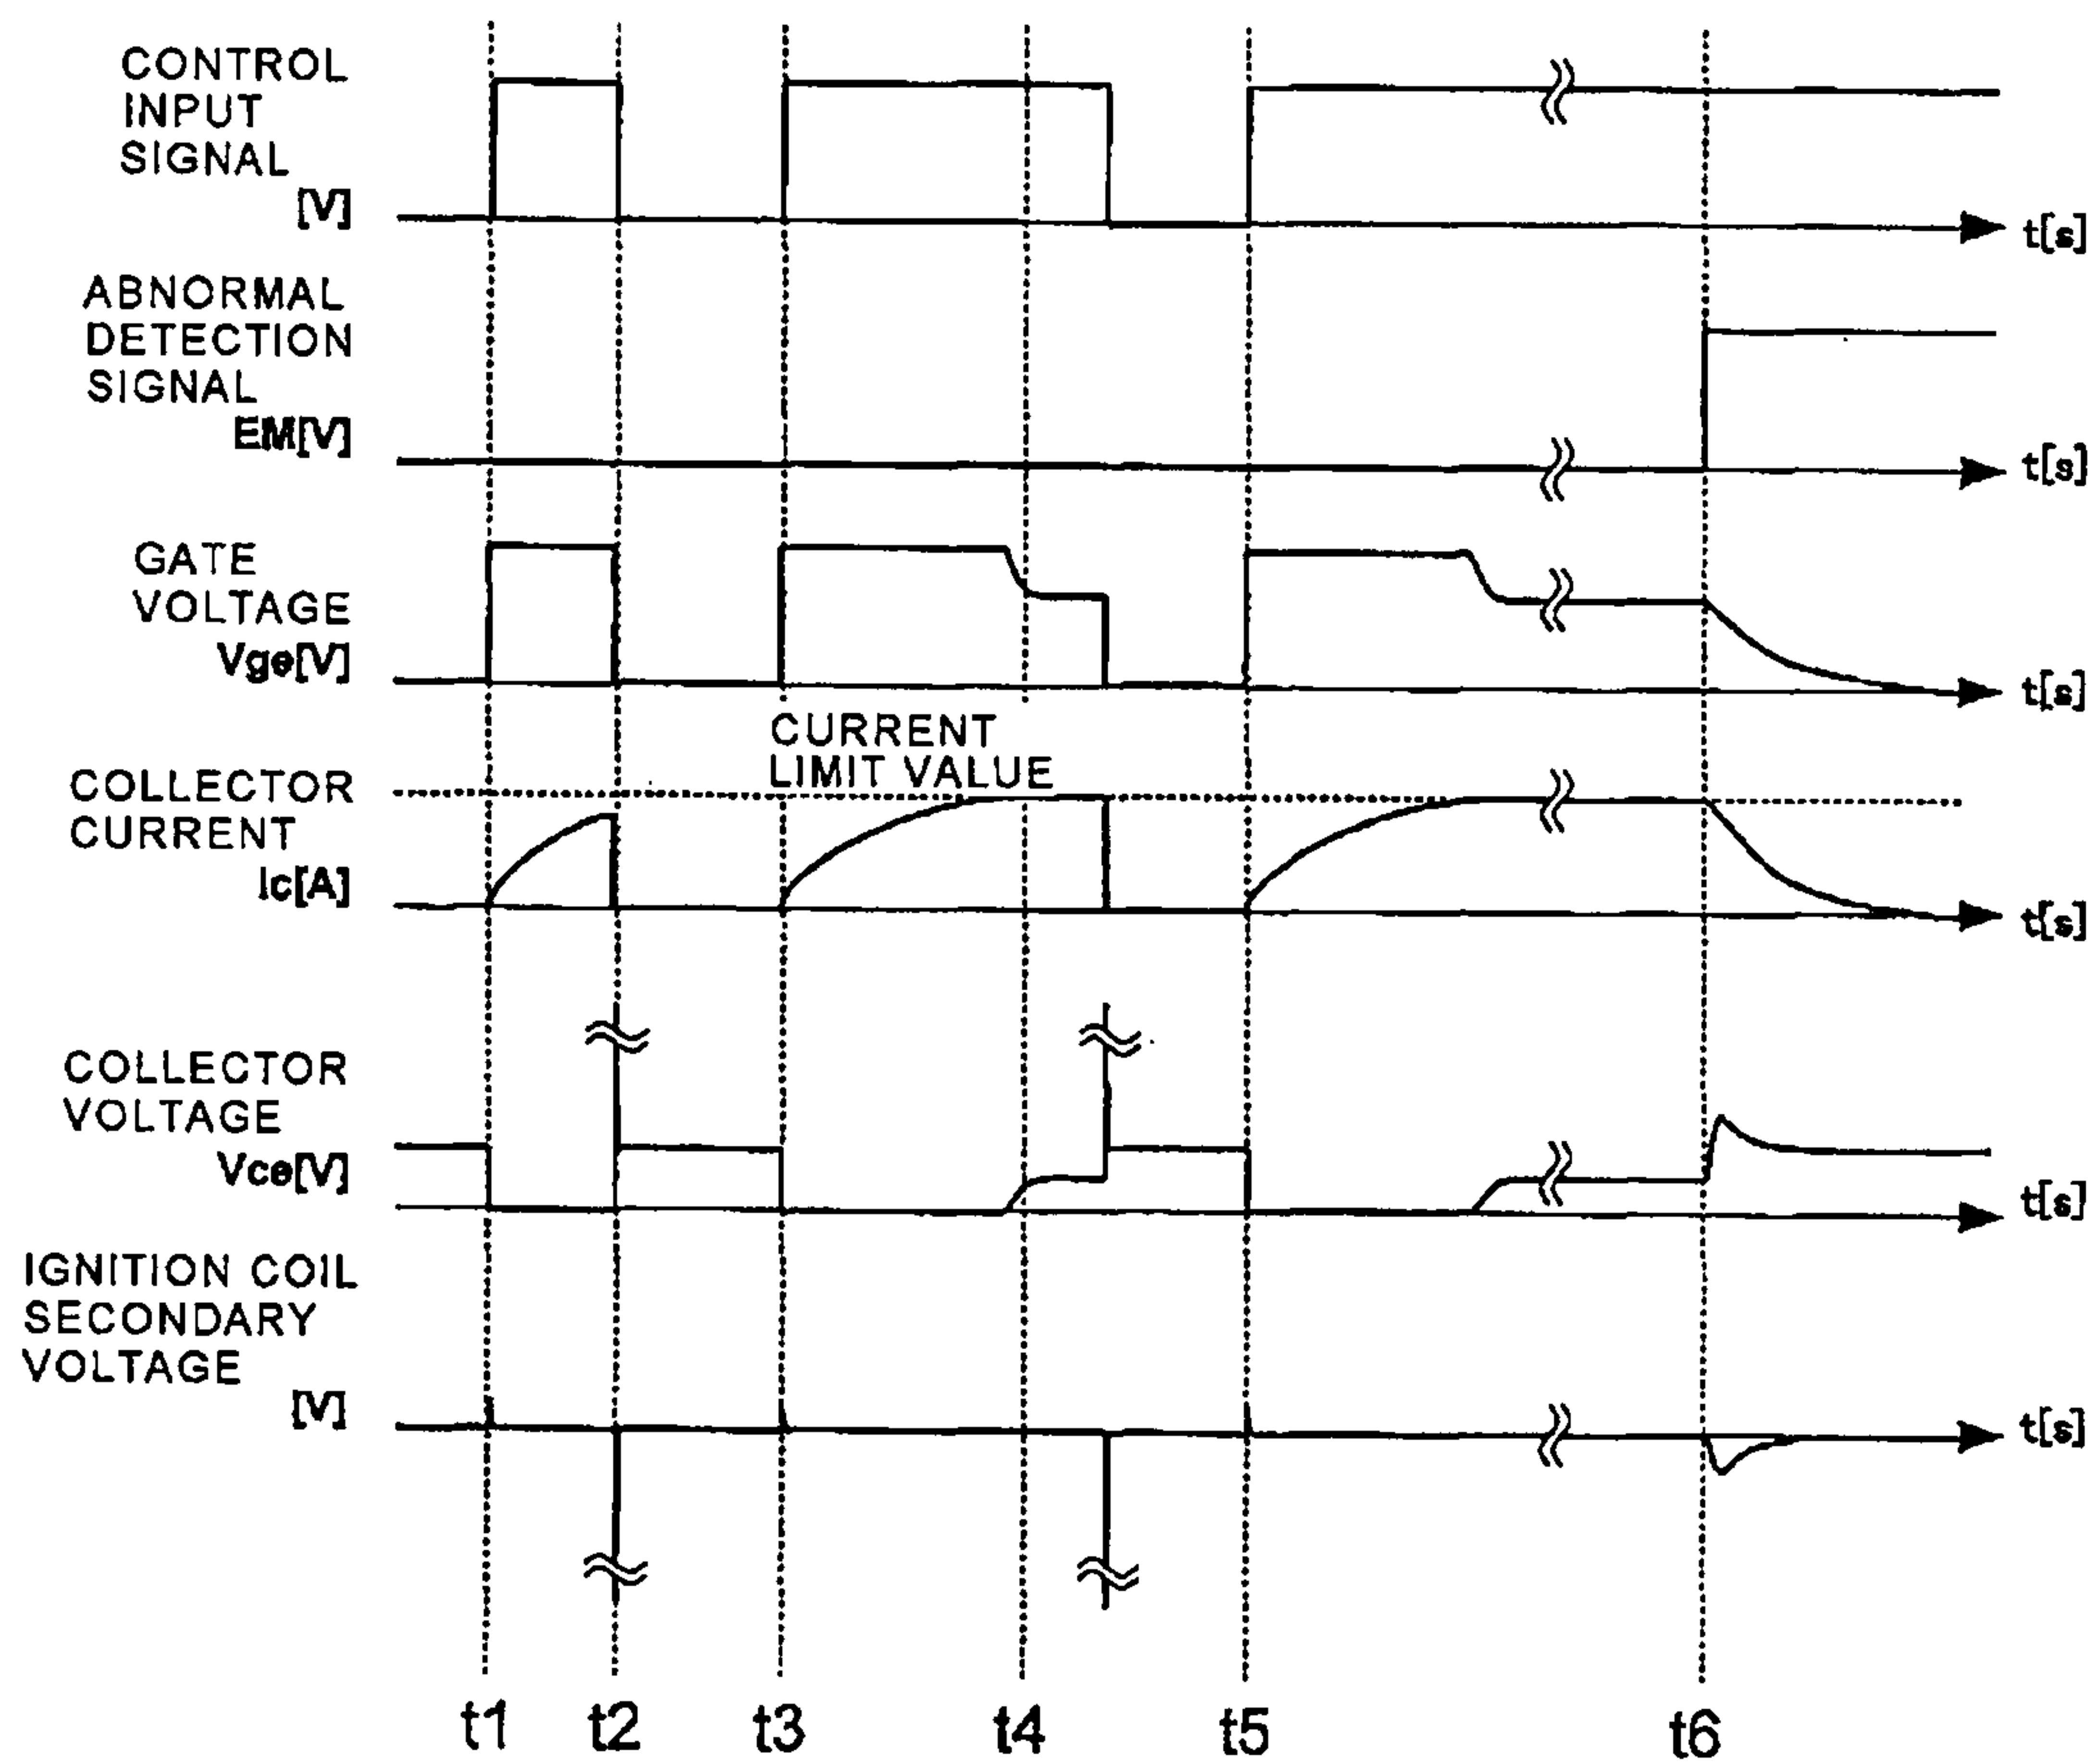 CONTROL
INPUT
SIGNAL
[V]
t[s]
ABNORMAL
DETECTION
SIGNAL
EM[V]
t[s]
GATE
VOLTAGE
Vge[V]
t[s]
CURRENT
LIMIT VALUE
COLLECTOR
CURRENT
Ic[A]
t[s]
COLLECTOR
VOLTAGE
Vce[V]
t[s]
IGNITION COIL
SECONDARY
VOLTAGE
[V]
t[s]
t1 t2 t3 t4 t5 t6